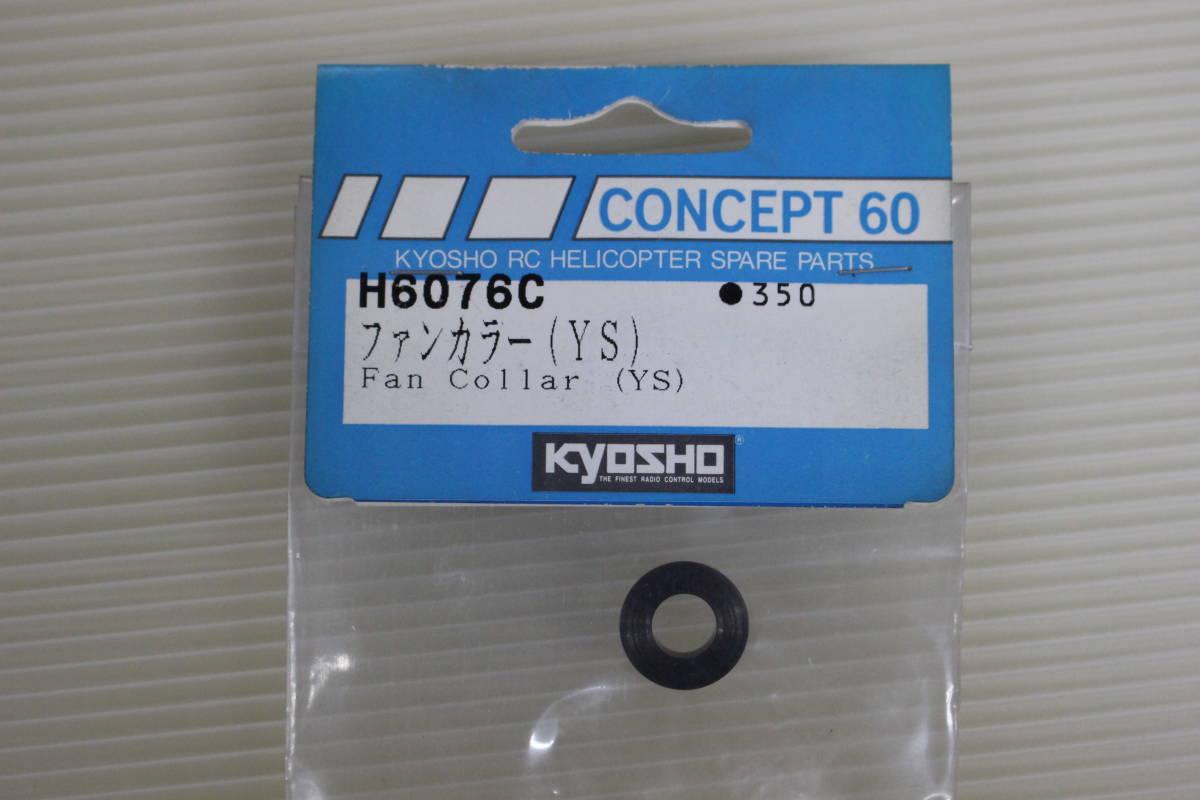 CONCEPT 60
KYOSHO RC HELICOPTER SPARE PARTS
H6076C ●350
ファンカラー(YS)
Fan Collar (YS)
KYOSHO®
THE FINEST RADIO CONTROL MODELS